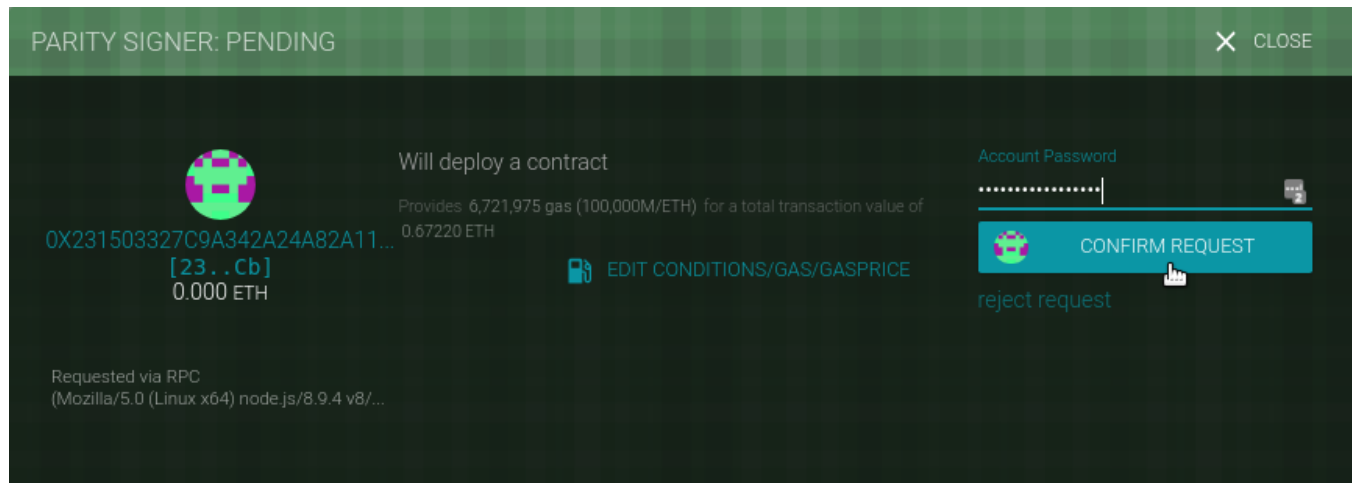 PARITY SIGNER: PENDING
CLOSE
0X231503327C9A342A24A82A11...
[23..Cb]
0.000 ETH
Requested via RPC
(Mozilla/5.0 (Linux x64) node.js/8.9.4 v8/...
Will deploy a contract
Provides 6,721,975 gas (100,000M/ETH) for a total transaction value of
0.67220 ETH
EDIT CONDITIONS/GAS/GASPRICE
Account Password
•••••••••••••••••
2
CONFIRM REQUEST
reject request